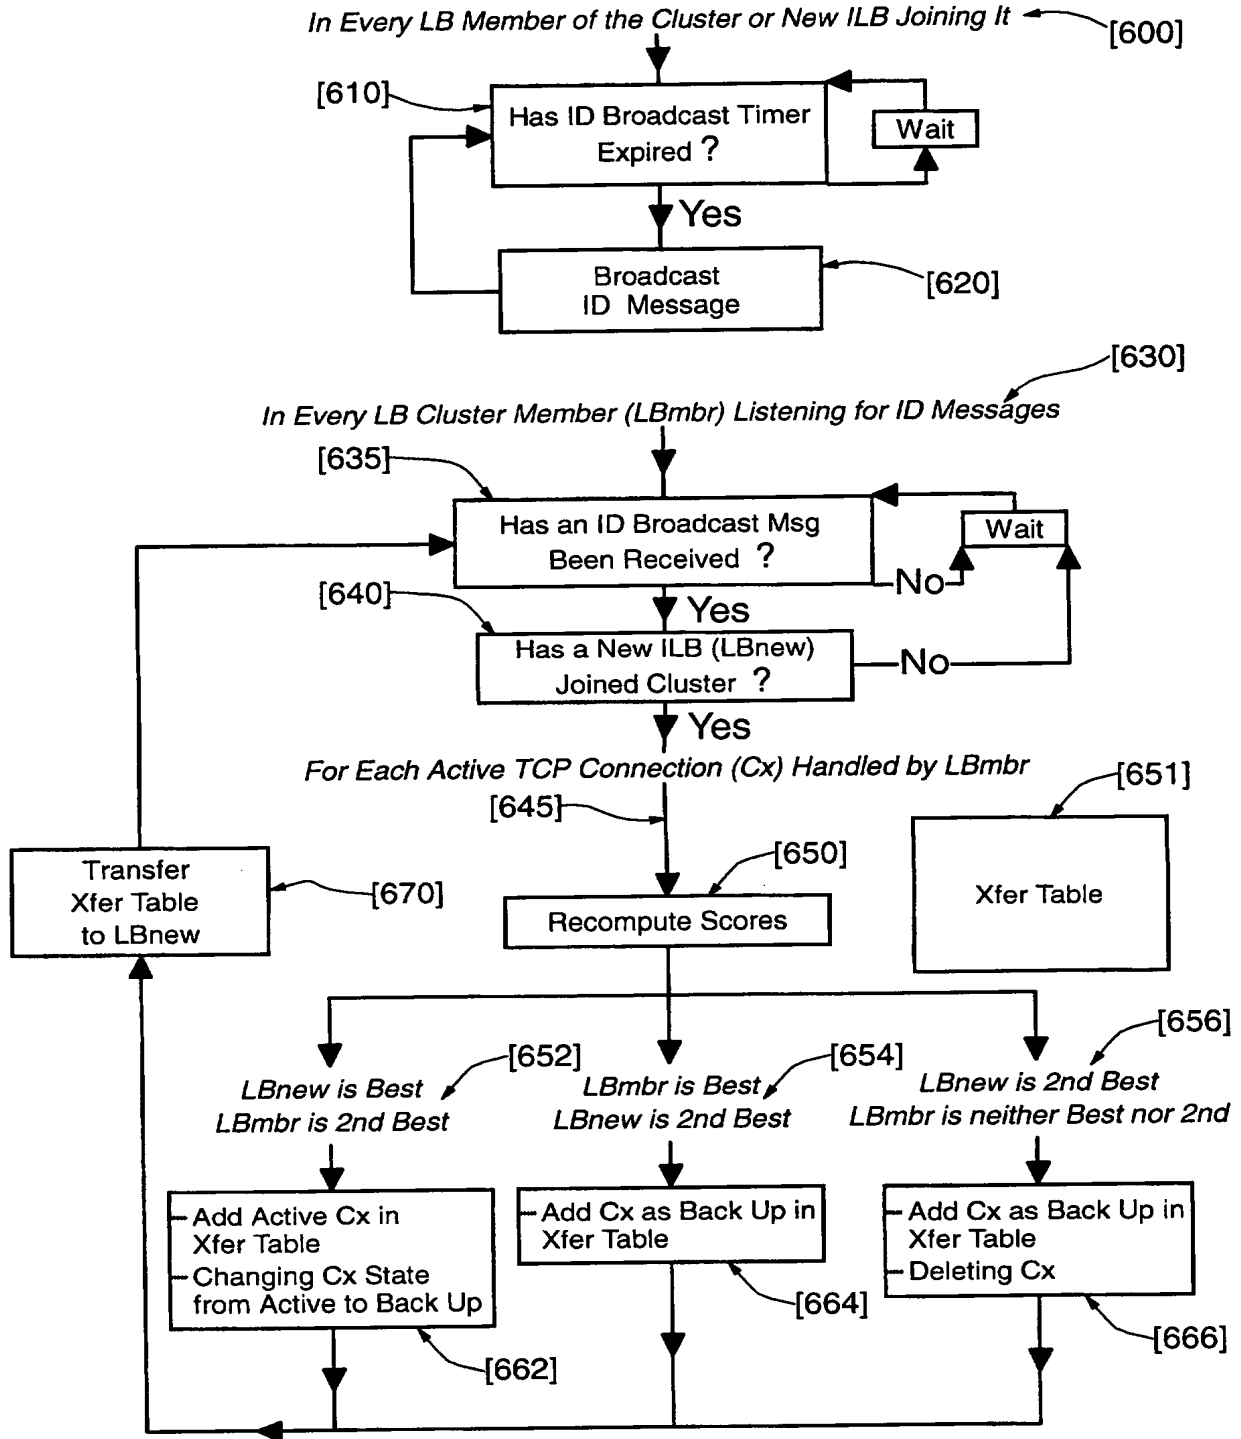 In Every LB Member of the Cluster or New ILB Joining It
[600]
[610]
Has ID Broadcast Timer
Expired ?
Wait
Yes
Broadcast
ID Message
[620]
[630]
In Every LB Cluster Member (LBmbr) Listening for ID Messages
[635]
Has an ID Broadcast Msg
Been Received ?
Wait
No
[640]
Yes
Has a New ILB (LBnew)
Joined Cluster ?
No
Yes
For Each Active TCP Connection (Cx) Handled by LBmbr
[645]
[651]
Xfer Table
[650]
Recompute Scores
Transfer
Xfer Table
to LBnew
[670]
[652]
LBnew is Best
LBmbr is 2nd Best
[654]
LBmbr is Best
LBnew is 2nd Best
[656]
LBnew is 2nd Best
LBmbr is neither Best nor 2nd
– Add Active Cx in
Xfer Table
– Changing Cx State
from Active to Back Up
[662]
– Add Cx as Back Up in
Xfer Table
[664]
– Add Cx as Back Up in
Xfer Table
– Deleting Cx
[666]